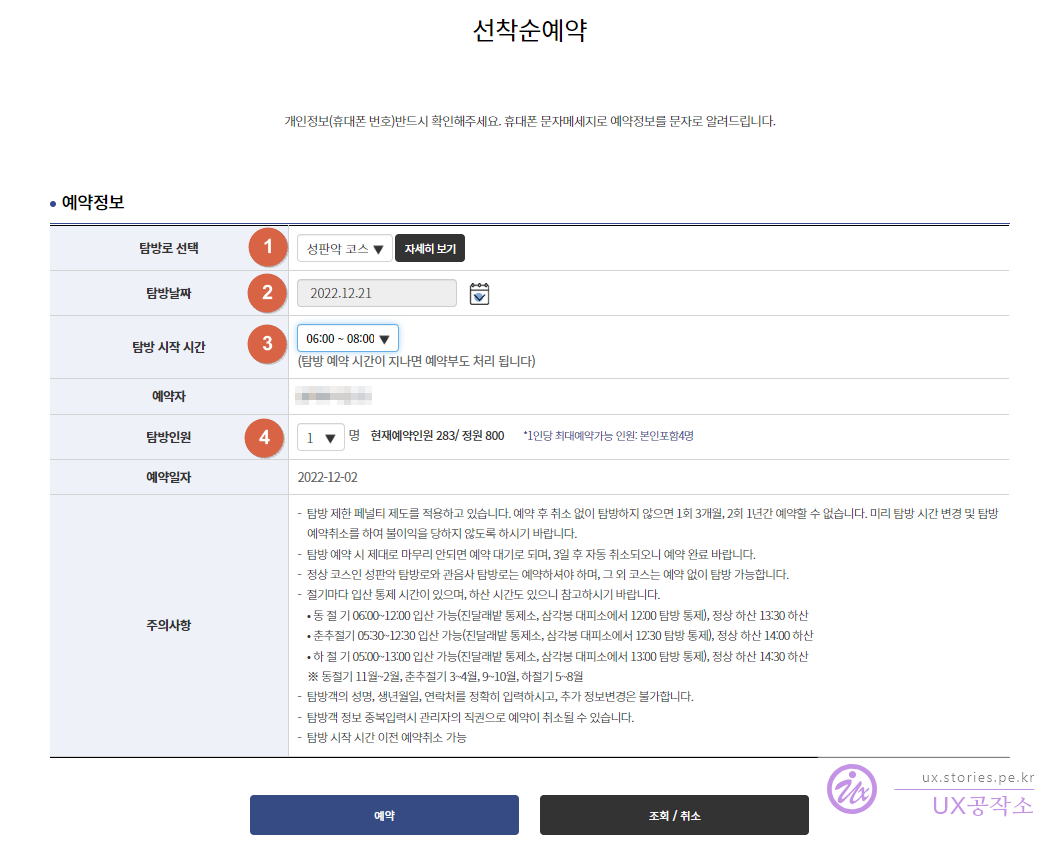 선착순예약
개인정보(휴대폰 번호)반드시 확인해주세요. 휴대폰 문자메세지로 예약정보를 문자로 알려드립니다.
• 예약정보
탐방로 선택 1 성판악 코스 ▼ 자세히 보기
탐방날짜 2 2022.12.21
탐방 시작 시간 3 06:00 ~ 08:00 ▼
(탐방 예약 시간이 지나면 예약부도 처리 됩니다)
예약자
탐방인원 4 1 ▼ 명 현재예약인원 283/ 정원 800 *1인당 최대예약가능 인원: 본인포함4명
예약일자 2022-12-02
주의사항
- 탐방 제한 페널티 제도를 적용하고 있습니다. 예약 후 취소 없이 탐방하지 않으면 1회 3개월, 2회 1년간 예약할 수 없습니다. 미리 탐방 시간 변경 및 탐방
예약취소를 하여 불이익을 당하지 않도록 하시기 바랍니다.
- 탐방 예약 시 제대로 마무리 안되면 예약 대기로 되며, 3일 후 자동 취소되오니 예약 완료 바랍니다.
- 정상 코스인 성판악 탐방로와 관음사 탐방로는 예약하셔야 하며, 그 외 코스는 예약 없이 탐방 가능합니다.
- 절기마다 입산 통제 시간이 있으며, 하산 시간도 있으니 참고하시기 바랍니다.
• 동 절 기 06:00~12:00 입산 가능(진달래밭 통제소, 삼각봉 대피소에서 12:00 탐방 통제), 정상 하산 13:30 하산
• 춘추절기 05:30~12:30 입산 가능(진달래밭 통제소, 삼각봉 대피소에서 12:30 탐방 통제), 정상 하산 14:00 하산
• 하 절 기 05:00~13:00 입산 가능(진달래밭 통제소, 삼각봉 대피소에서 13:00 탐방 통제), 정상 하산 14:30 하산
※ 동절기 11월~2월, 춘추절기 3~4월, 9~10월, 하절기 5~8월
- 탐방객의 성명, 생년월일, 연락처를 정확히 입력하시고, 추가 정보변경은 불가합니다.
- 탐방객 정보 중복입력시 관리자의 직권으로 예약이 취소될 수 있습니다.
- 탐방 시작 시간 이전 예약취소 가능
예약 조회 / 취소
Ux
ux.stories.pe.kr
UX공작소